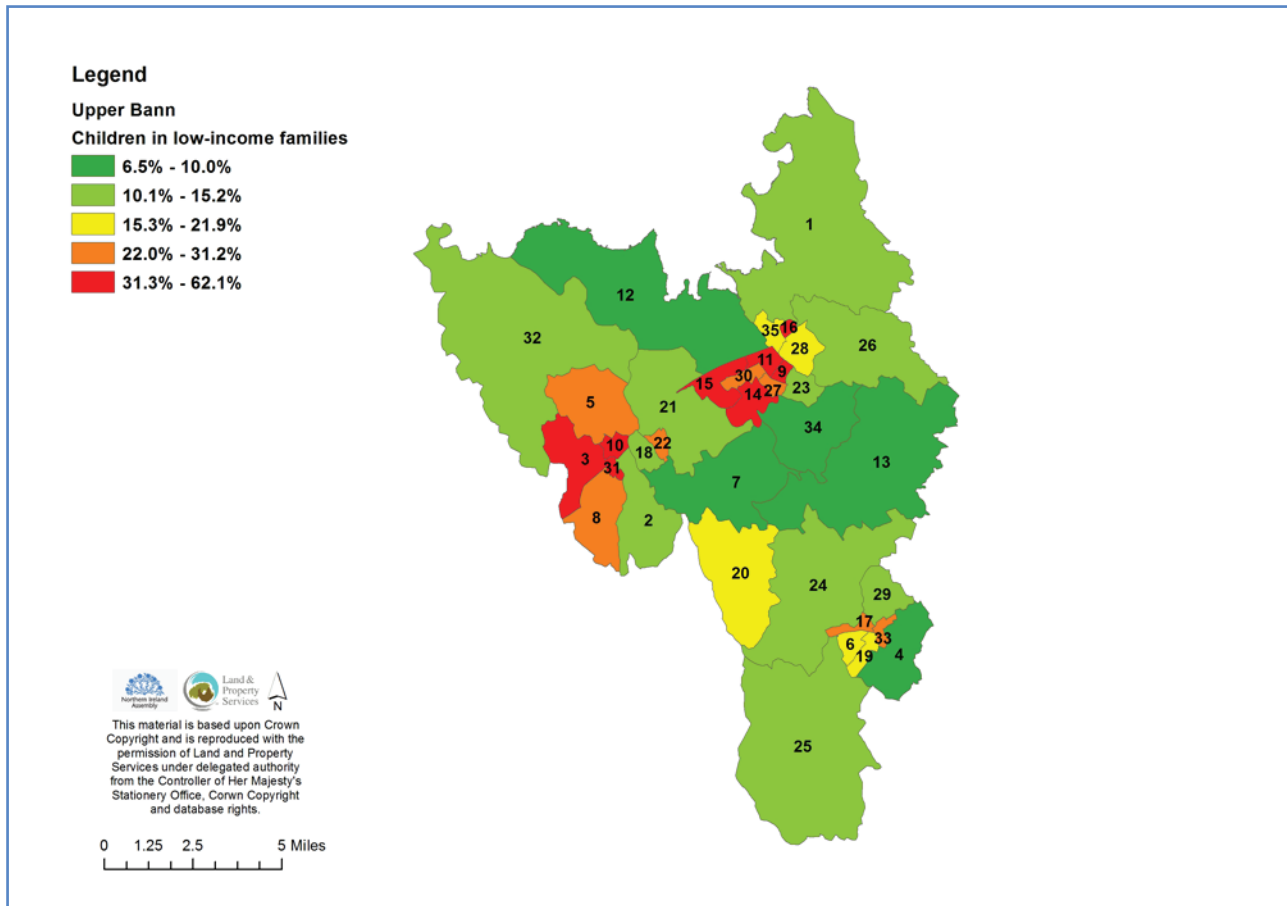 Legend
Upper Bann
Children in low-income families
6.5% - 10.0%
10.1% - 15.2%
15.3% - 21.9%
22.0% - 31.2%
31.3% - 62.1%
1
12
35
16
32
28
26
11
30
9
15
14
27
23
5
21
34
22
10
18
13
3
31
7
8
2
20
24
29
17
6
33
19
4
25
Northern Ireland
Assembly
Land &
Property
Services
N
This material is based upon Crown
Copyright and is reproduced with the
permission of Land and Property
Services under delegated authority
from the Controller of Her Majesty's
Stationery Office, Corwn Copyright
and database rights.
0 1.25 2.5 5 Miles